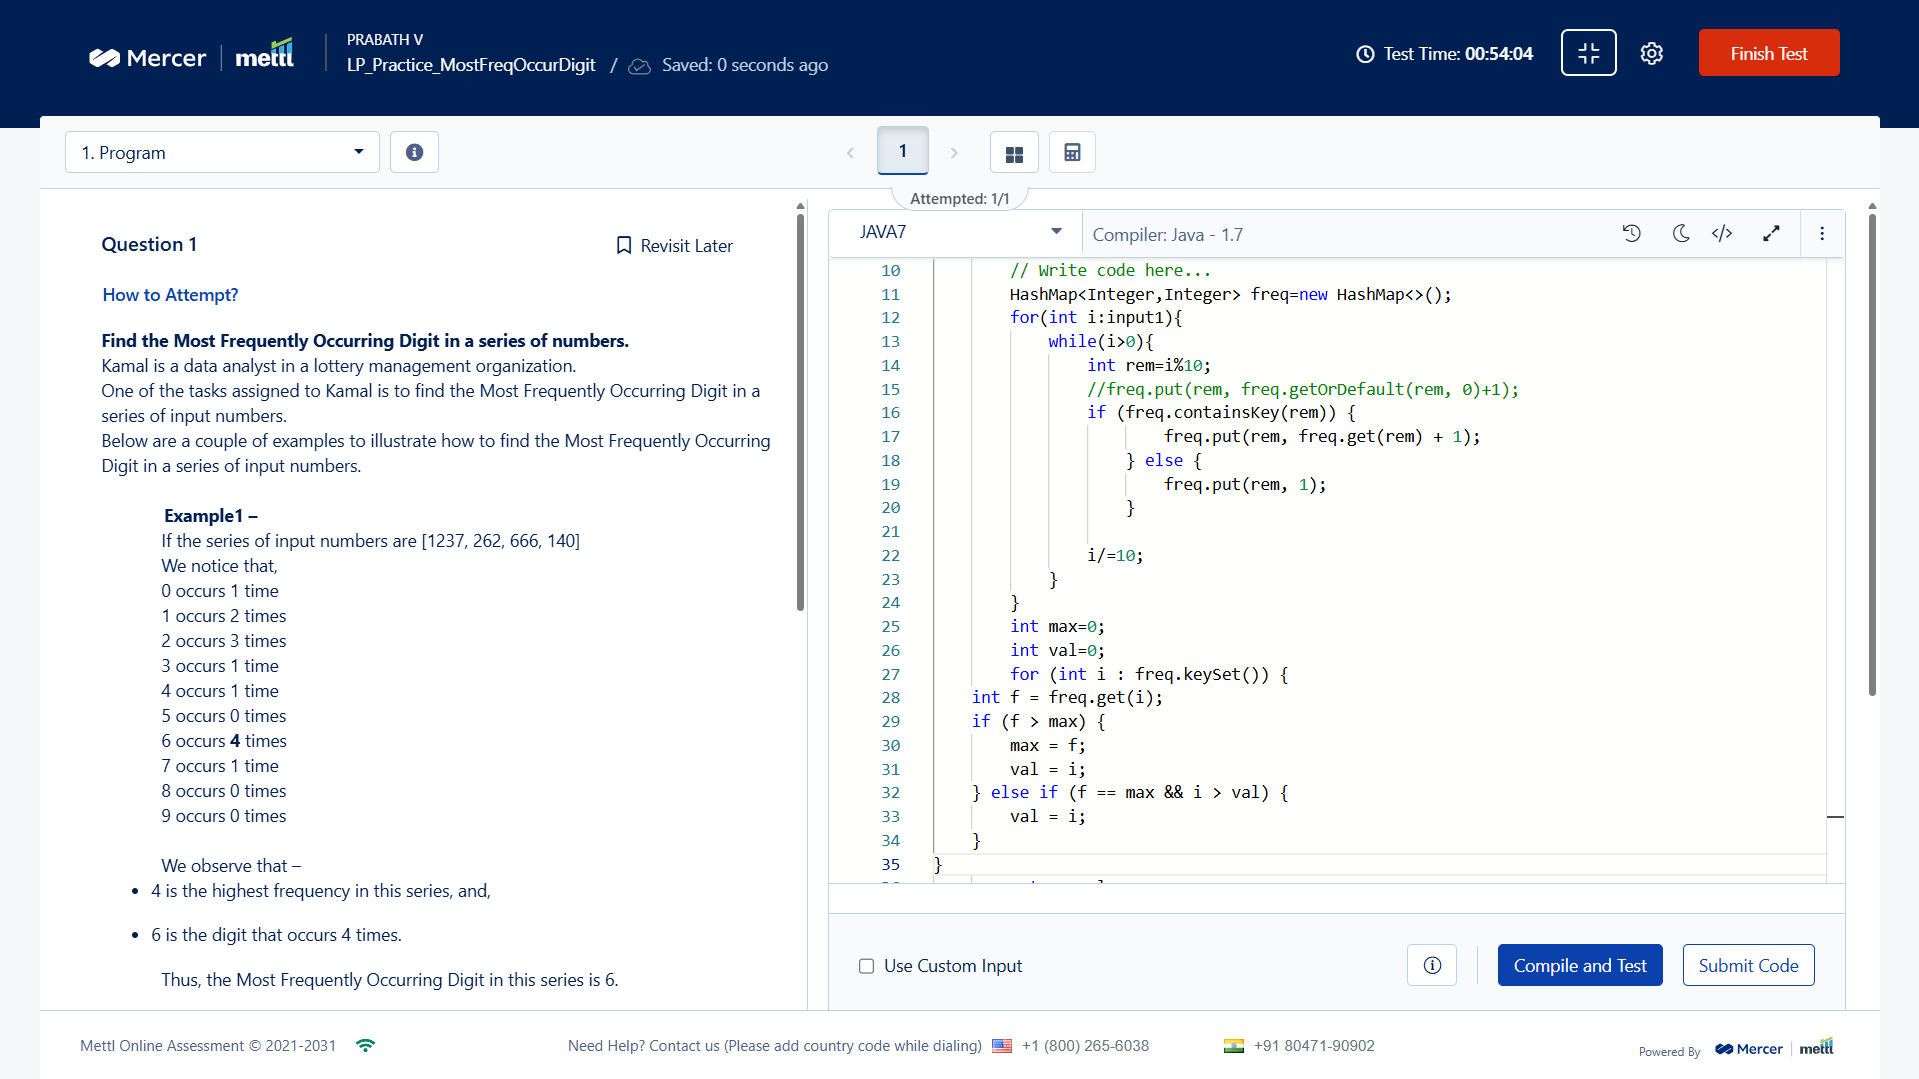 Mercer | mettl
PRABATH V
LP_Practice_MostFreqOccurDigit / Saved: 0 seconds ago
Test Time: 00:54:04
Finish Test
1. Program
1
Attempted: 1/1
Question 1
Revisit Later
How to Attempt?
Find the Most Frequently Occurring Digit in a series of numbers.
Kamal is a data analyst in a lottery management organization.
One of the tasks assigned to Kamal is to find the Most Frequently Occurring Digit in a
series of input numbers.
Below are a couple of examples to illustrate how to find the Most Frequently Occurring
Digit in a series of input numbers.
Example1 –
If the series of input numbers are [1237, 262, 666, 140]
We notice that,
0 occurs 1 time
1 occurs 2 times
2 occurs 3 times
3 occurs 1 time
4 occurs 1 time
5 occurs 0 times
6 occurs 4 times
7 occurs 1 time
8 occurs 0 times
9 occurs 0 times
We observe that –
• 4 is the highest frequency in this series, and,
• 6 is the digit that occurs 4 times.
Thus, the Most Frequently Occurring Digit in this series is 6.
JAVA7
Compiler: Java - 1.7
10 // Write code here...
11 HashMap<Integer,Integer> freq=new HashMap<>();
12 for(int i:input1){
13 while(i>0){
14 int rem=i%10;
15 //freq.put(rem, freq.getOrDefault(rem, 0)+1);
16 if (freq.containsKey(rem)) {
17 freq.put(rem, freq.get(rem) + 1);
18 } else {
19 freq.put(rem, 1);
20 }
21
22 i/=10;
23 }
24 }
25 int max=0;
26 int val=0;
27 for (int i : freq.keySet()) {
28 int f = freq.get(i);
29 if (f > max) {
30 max = f;
31 val = i;
32 } else if (f == max && i > val) {
33 val = i;
34 }
35 }
Use Custom Input
Compile and Test
Submit Code
Mettl Online Assessment © 2021-2031
Need Help? Contact us (Please add country code while dialing) +1 (800) 265-6038
+91 80471-90902
Powered By Mercer | mettl